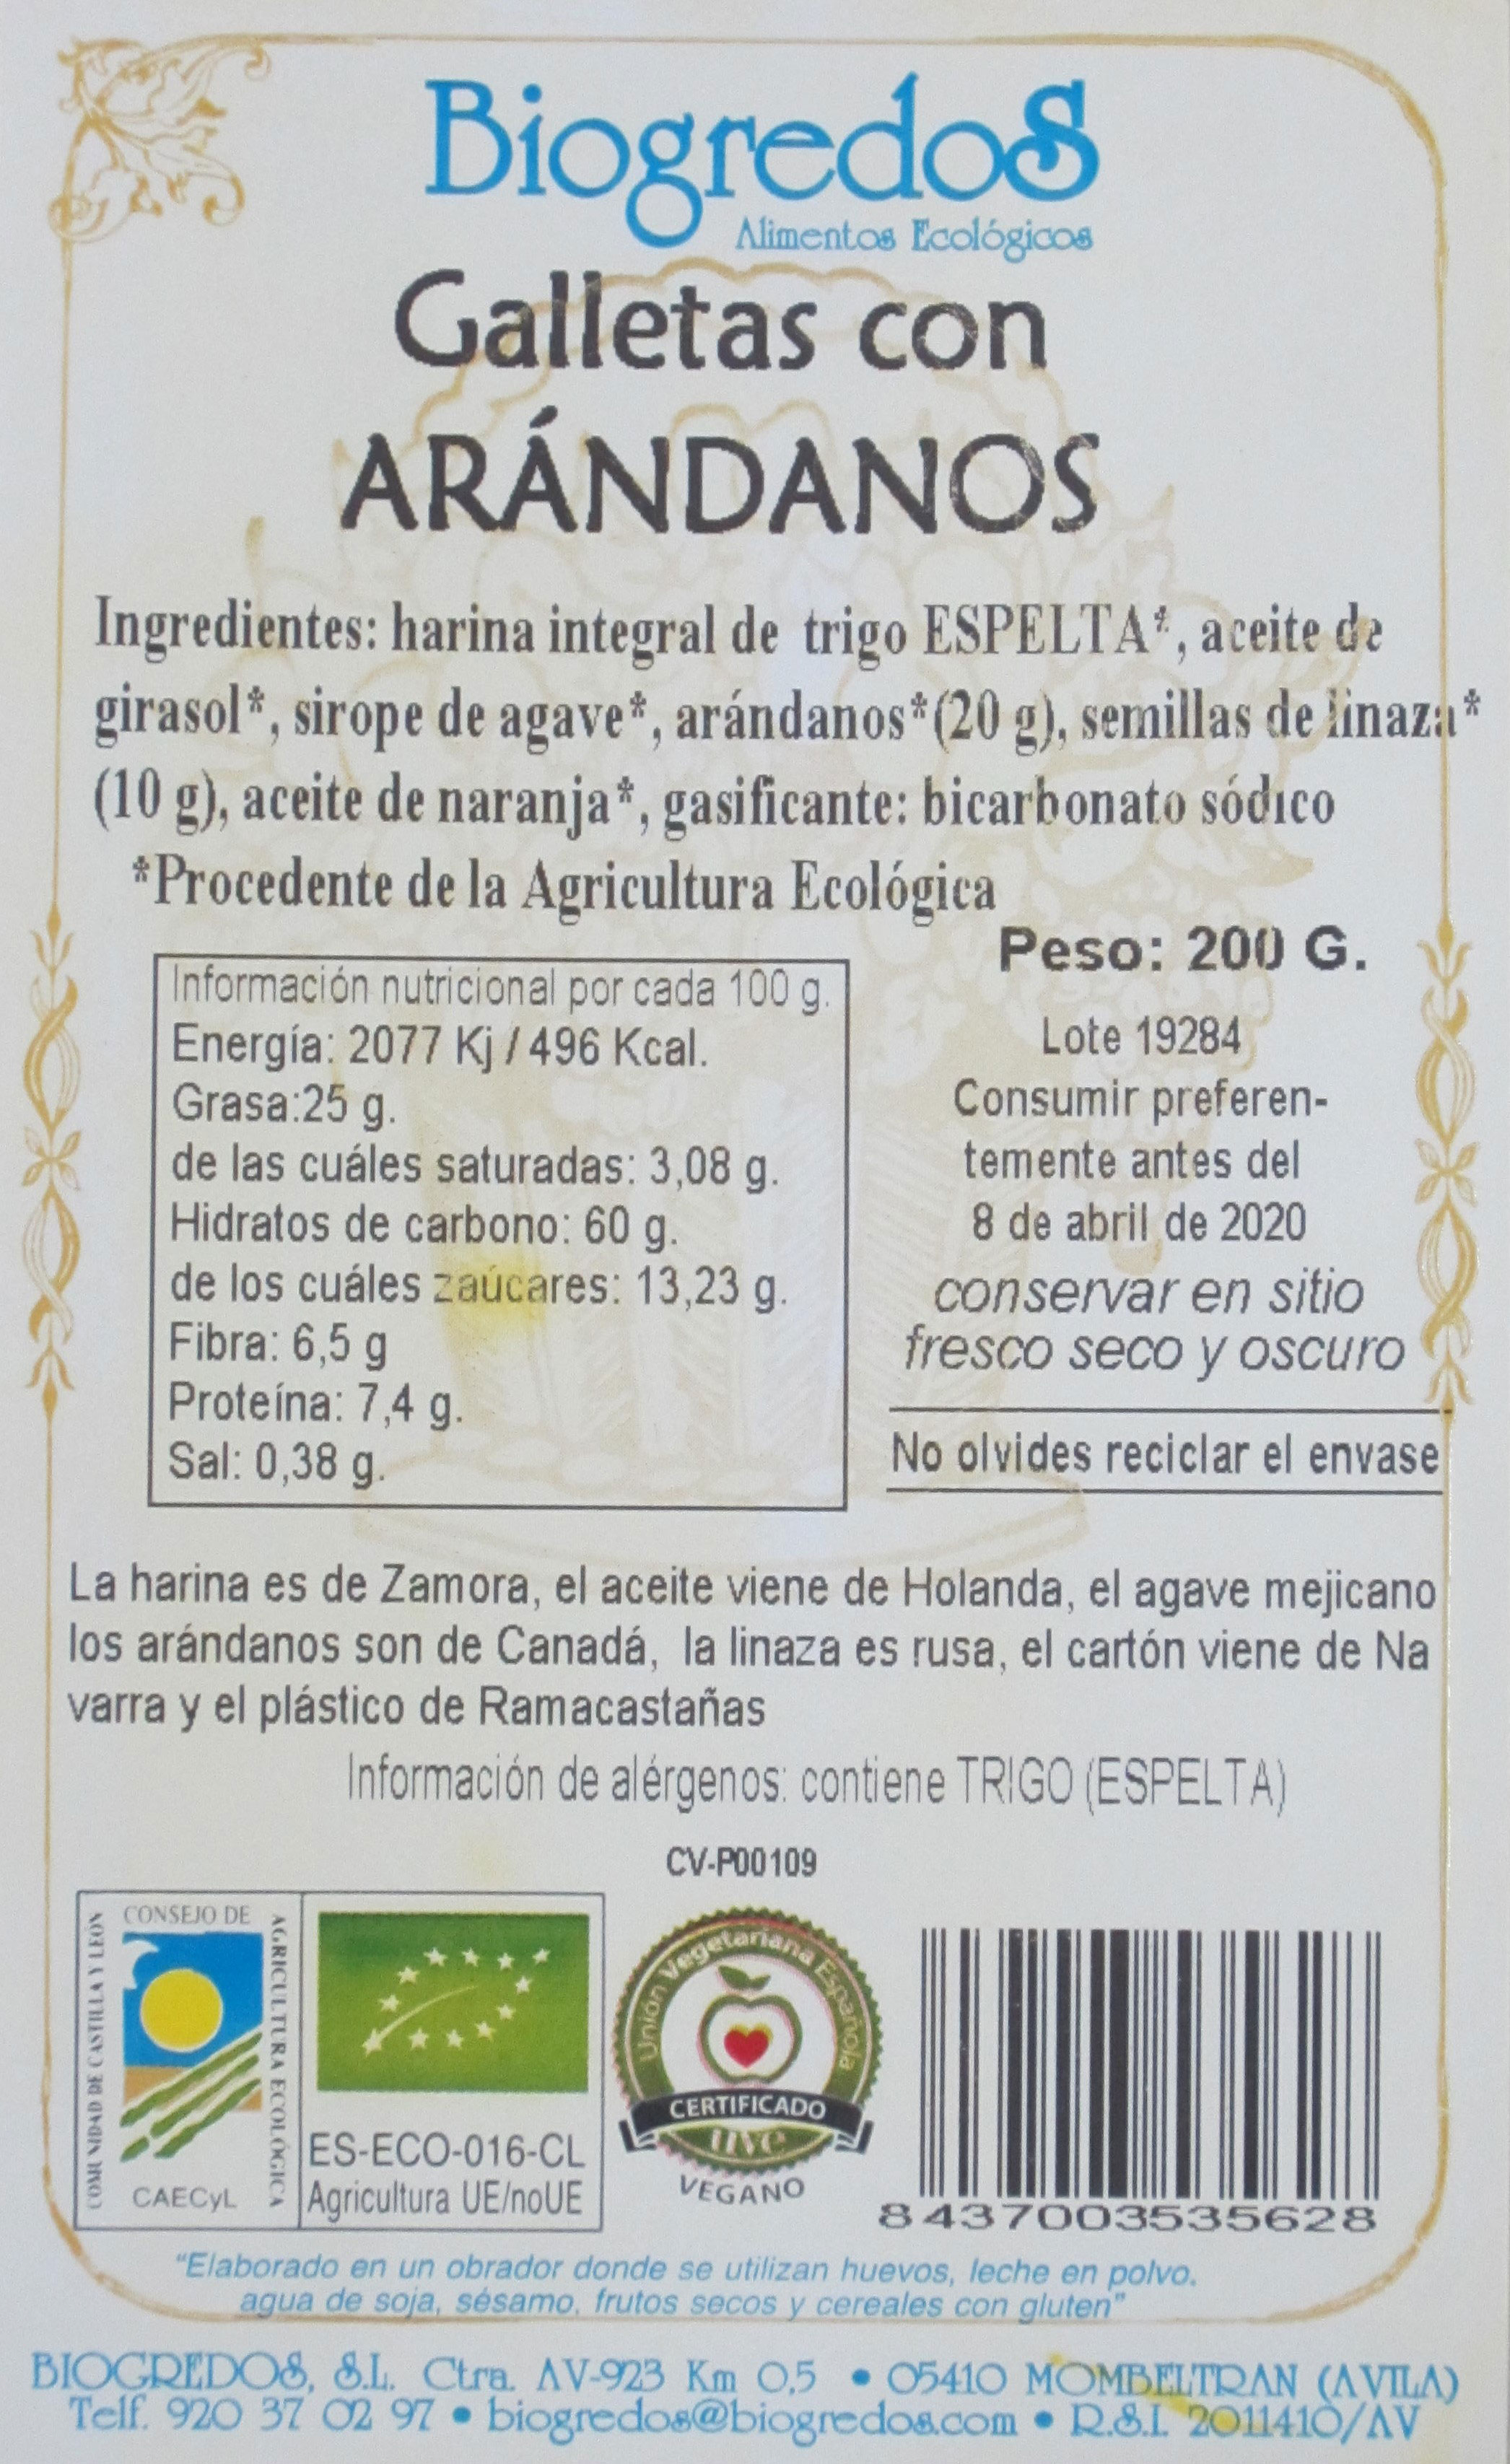 Biogredos
Alimentos Ecológicos
Galletas con
ARÁNDANOS
Ingredientes: harina integral de trigo ESPELTA*, aceite de
girasol*, sirope de agave*, arándanos*(20 g), semillas de linaza*
(10 g), aceite de naranja*, gasificante: bicarbonato sódico
*Procedente de la Agricultura Ecológica
Peso: 200 G.
Información nutricional por cada 100 g.
Energía: 2077 Kj / 496 Kcal.
Grasa:25 g.
de las cuáles saturadas: 3,08 g.
Hidratos de carbono: 60 g.
de los cuáles zaúcares: 13,23 g.
Fibra: 6,5 g
Proteína: 7,4 g.
Sal: 0,38 g.
Lote 19284
Consumir preferen-
temente antes del
8 de abril de 2020
conservar en sitio
fresco seco y oscuro
No olvides reciclar el envase
La harina es de Zamora, el aceite viene de Holanda, el agave mejicano
los arándanos son de Canadá, la linaza es rusa, el cartón viene de Na
varra y el plástico de Ramacastañas
Información de alérgenos: contiene TRIGO (ESPELTA)
CV-P00109
COMUNIDAD DE CASTILLA Y LEÓN
CONSEJO DE
AGRICULTURA ECOLÓGICA
CAECyL
ES-ECO-016-CL
Agricultura UE/noUE
Unión Vegetariana Española
CERTIFICADO
uve
VEGANO
8437003535628
"Elaborado en un obrador donde se utilizan huevos, leche en polvo.
agua de soja, sésamo, frutos secos y cereales con gluten"
BIOGREDOS, S.L. Ctra. AV-923 Km 0,5 • 05410 MOMBELTRAN (AVILA)
Telf. 920 37 02 97 • biogredos@biogredos.com • R.S.I. 2011410/AV